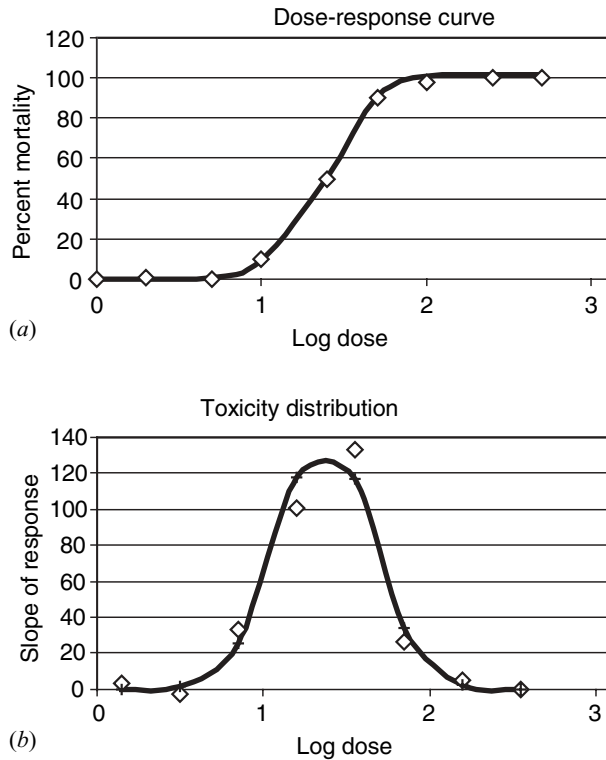 Dose-response curve
120
100
80
60
40
20
0
Percent mortality
0 1 2 3
Log dose
(a)
Toxicity distribution
140
120
100
80
60
40
20
0
Slope of response
0 1 2 3
Log dose
(b)